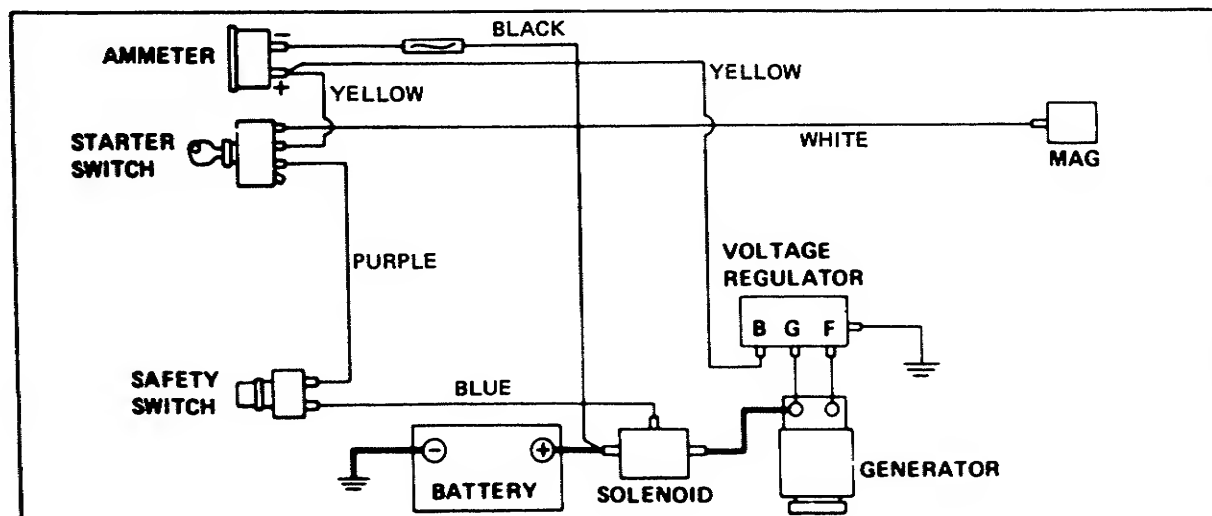 BLACK
AMMETER
−
+
YELLOW
YELLOW
STARTER
SWITCH
WHITE
MAG
PURPLE
VOLTAGE
REGULATOR
B G F
SAFETY
SWITCH
BLUE
− +
BATTERY
SOLENOID
GENERATOR